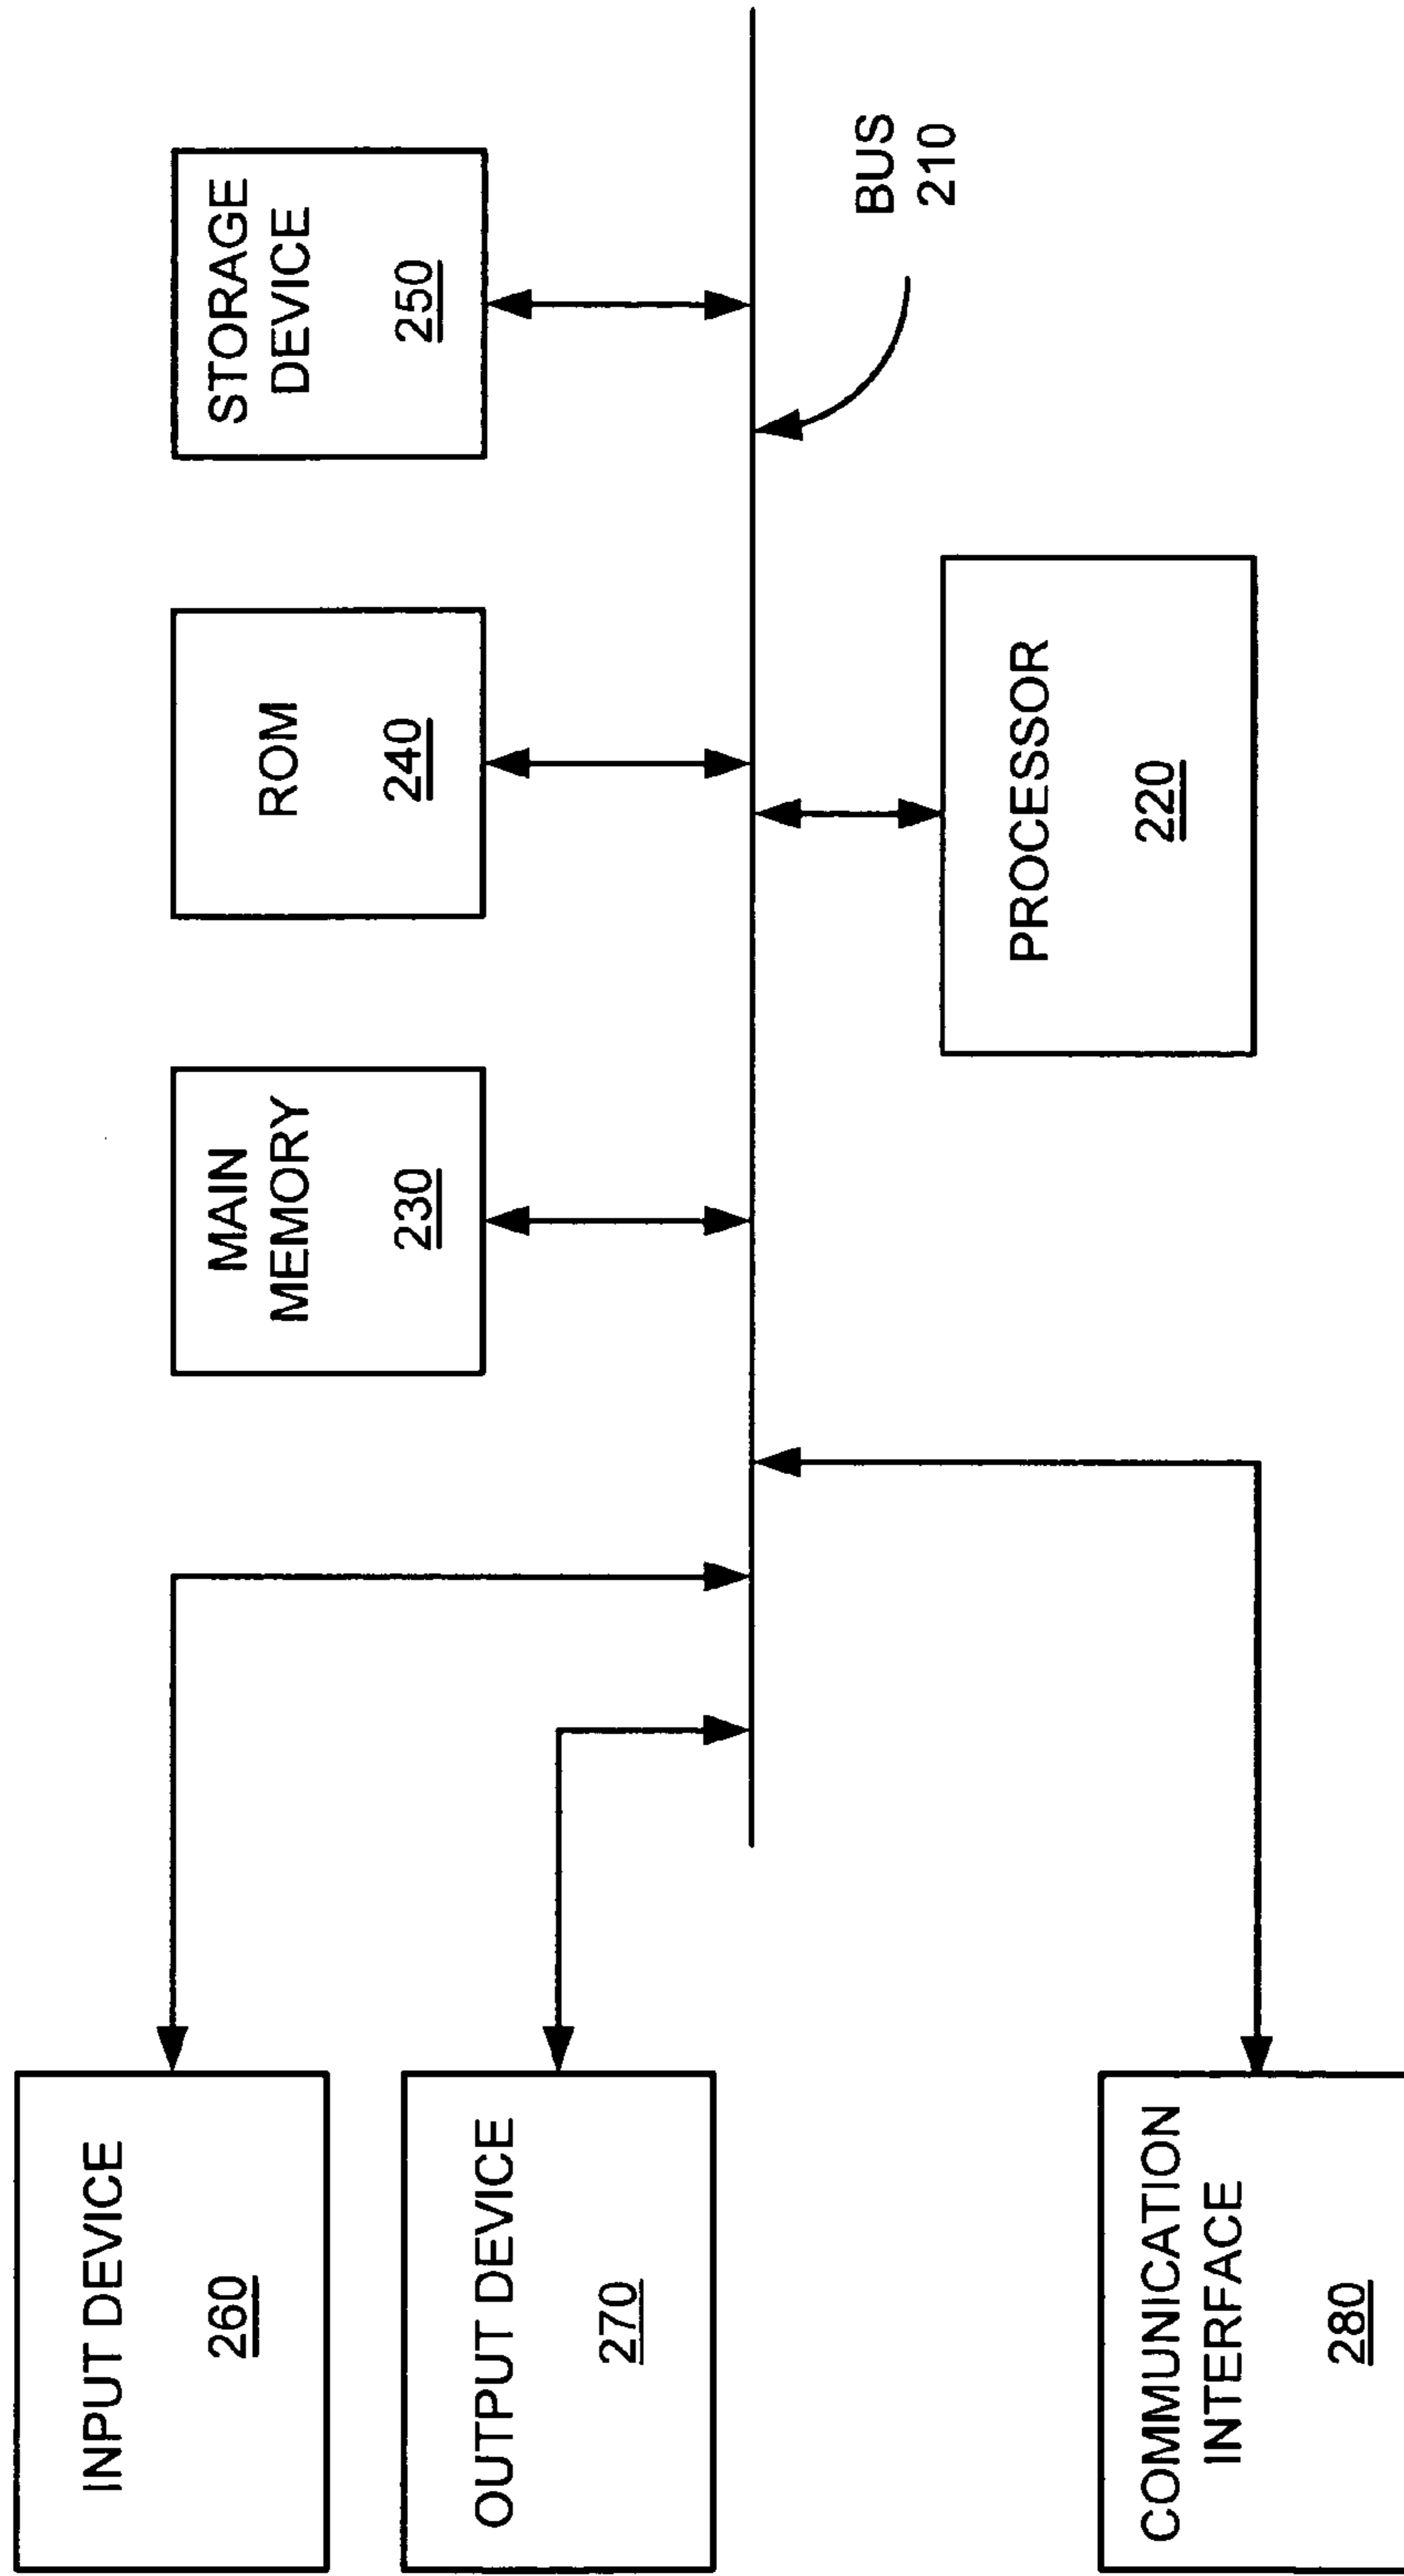 INPUT DEVICE
260
OUTPUT DEVICE
270
COMMUNICATION
INTERFACE
280
MAIN
MEMORY
230
ROM
240
STORAGE
DEVICE
250
PROCESSOR
220
BUS
210